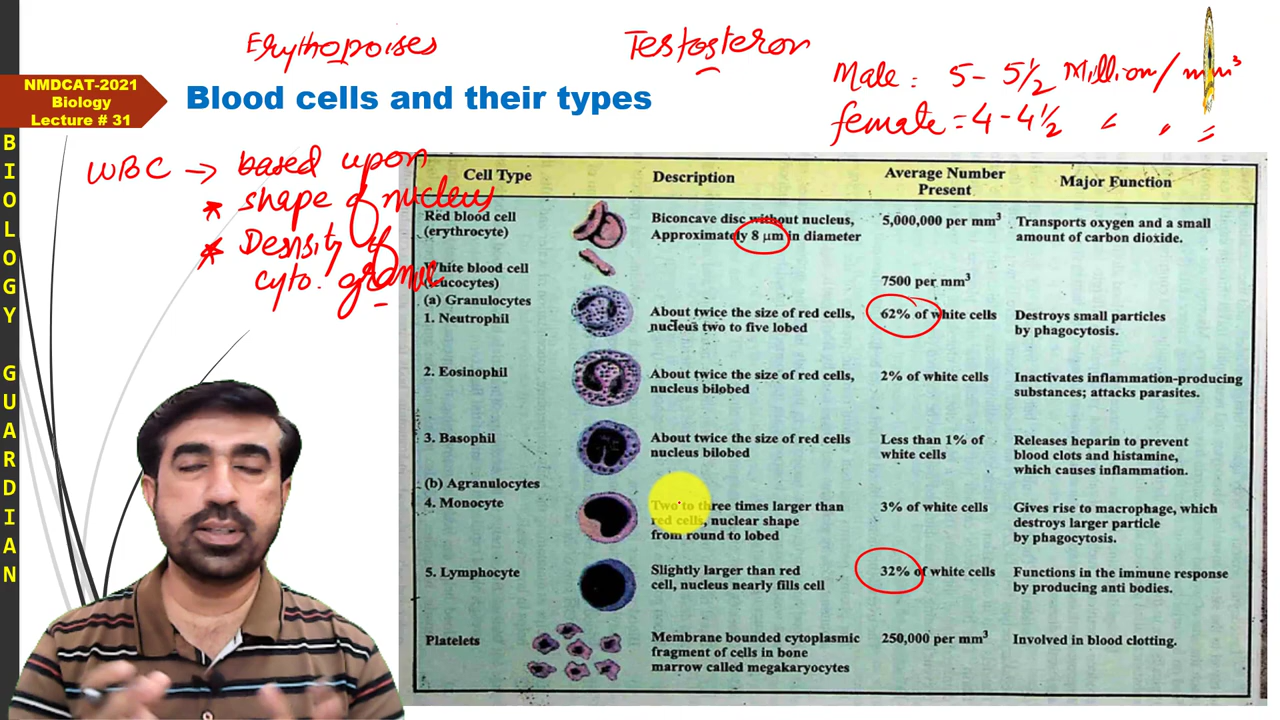 Erythopoises
Testosteron
Male : 5 - 5 1/2 Million / mm³
female = 4 - 4 1/2 " " "
NMDCAT-2021
Biology
Lecture # 31
Blood cells and their types
BIOLOGY GUARDIAN
WBC → based upon
* shape of nucleus
* Density of
cyto. granule
Cell Type Description Average Number Present Major Function
Red blood cell
(erythrocyte)
Biconcave disc without nucleus,
Approximately 8 μm in diameter
5,000,000 per mm³
Transports oxygen and a small
amount of carbon dioxide.
White blood cell
(leucocytes)
7500 per mm³
(a) Granulocytes
1. Neutrophil
About twice the size of red cells,
nucleus two to five lobed
62% of white cells
Destroys small particles
by phagocytosis.
2. Eosinophil
About twice the size of red cells,
nucleus bilobed
2% of white cells
Inactivates inflammation-producing
substances; attacks parasites.
3. Basophil
About twice the size of red cells
nucleus bilobed
Less than 1% of
white cells
Releases heparin to prevent
blood clots and histamine,
which causes inflammation.
(b) Agranulocytes
4. Monocyte
Two to three times larger than
red cells, nuclear shape
from round to lobed
3% of white cells
Gives rise to macrophage, which
destroys larger particle
by phagocytosis.
5. Lymphocyte
Slightly larger than red
cell, nucleus nearly fills cell
32% of white cells
Functions in the immune response
by producing anti bodies.
Platelets
Membrane bounded cytoplasmic
fragment of cells in bone
marrow called megakaryocytes
250,000 per mm³
Involved in blood clotting.